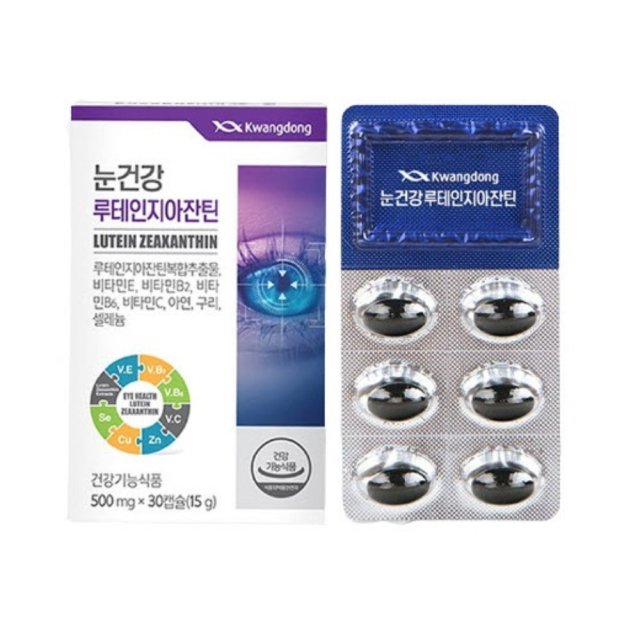 Kwangdong
눈건강
루테인지아잔틴
LUTEIN ZEAXANTHIN
루테인지아잔틴복합추출물,
비타민E, 비타민B2, 비타
민B6, 비타민C, 아연, 구리,
셀레늄
V.E
V.B₂
V.B₆
V.C
Zn
Cu
Se
EYE HEALTH
LUTEIN
ZEAXANTHIN
건강기능식품
500 mg × 30캡슐(15 g)
건강
기능식품
Kwangdong
눈건강루테인지아잔틴